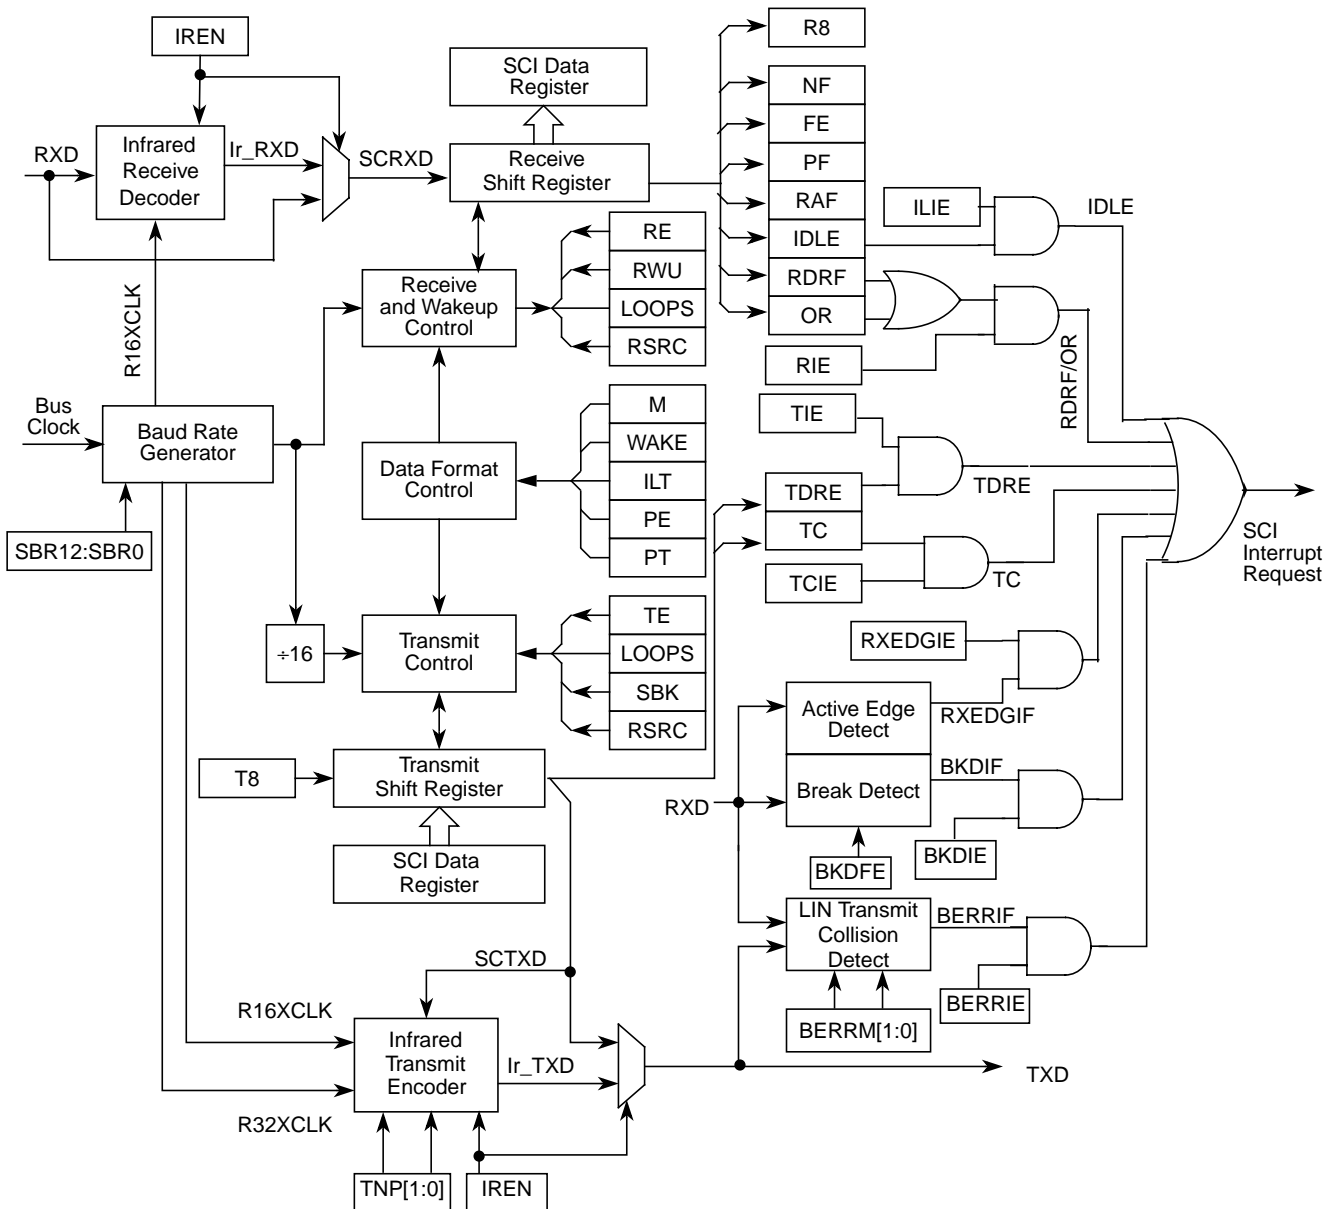 IREN
SCI Data
Register
R8
NF
FE
PF
RAF
IDLE
RDRF
OR
RXD
Infrared
Receive
Decoder
Ir_RXD
SCRXD
Receive
Shift Register
ILIE
IDLE
R16XCLK
RE
RWU
LOOPS
RSRC
Receive
and Wakeup
Control
RIE
RDRF/OR
Bus
Clock
Baud Rate
Generator
SBR12:SBR0
Data Format
Control
M
WAKE
ILT
PE
PT
TIE
TDRE
TC
TCIE
TDRE
TC
SCI
Interrupt
Request
÷16
Transmit
Control
TE
LOOPS
SBK
RSRC
RXEDGIE
Active Edge
Detect
RXEDGIF
T8
Transmit
Shift Register
RXD
Break Detect
BKDIF
BKDIE
BKDFE
SCI Data
Register
LIN Transmit
Collision
Detect
BERRIF
BERRIE
BERRM[1:0]
SCTXD
R16XCLK
Infrared
Transmit
Encoder
Ir_TXD
R32XCLK
TXD
TNP[1:0]
IREN